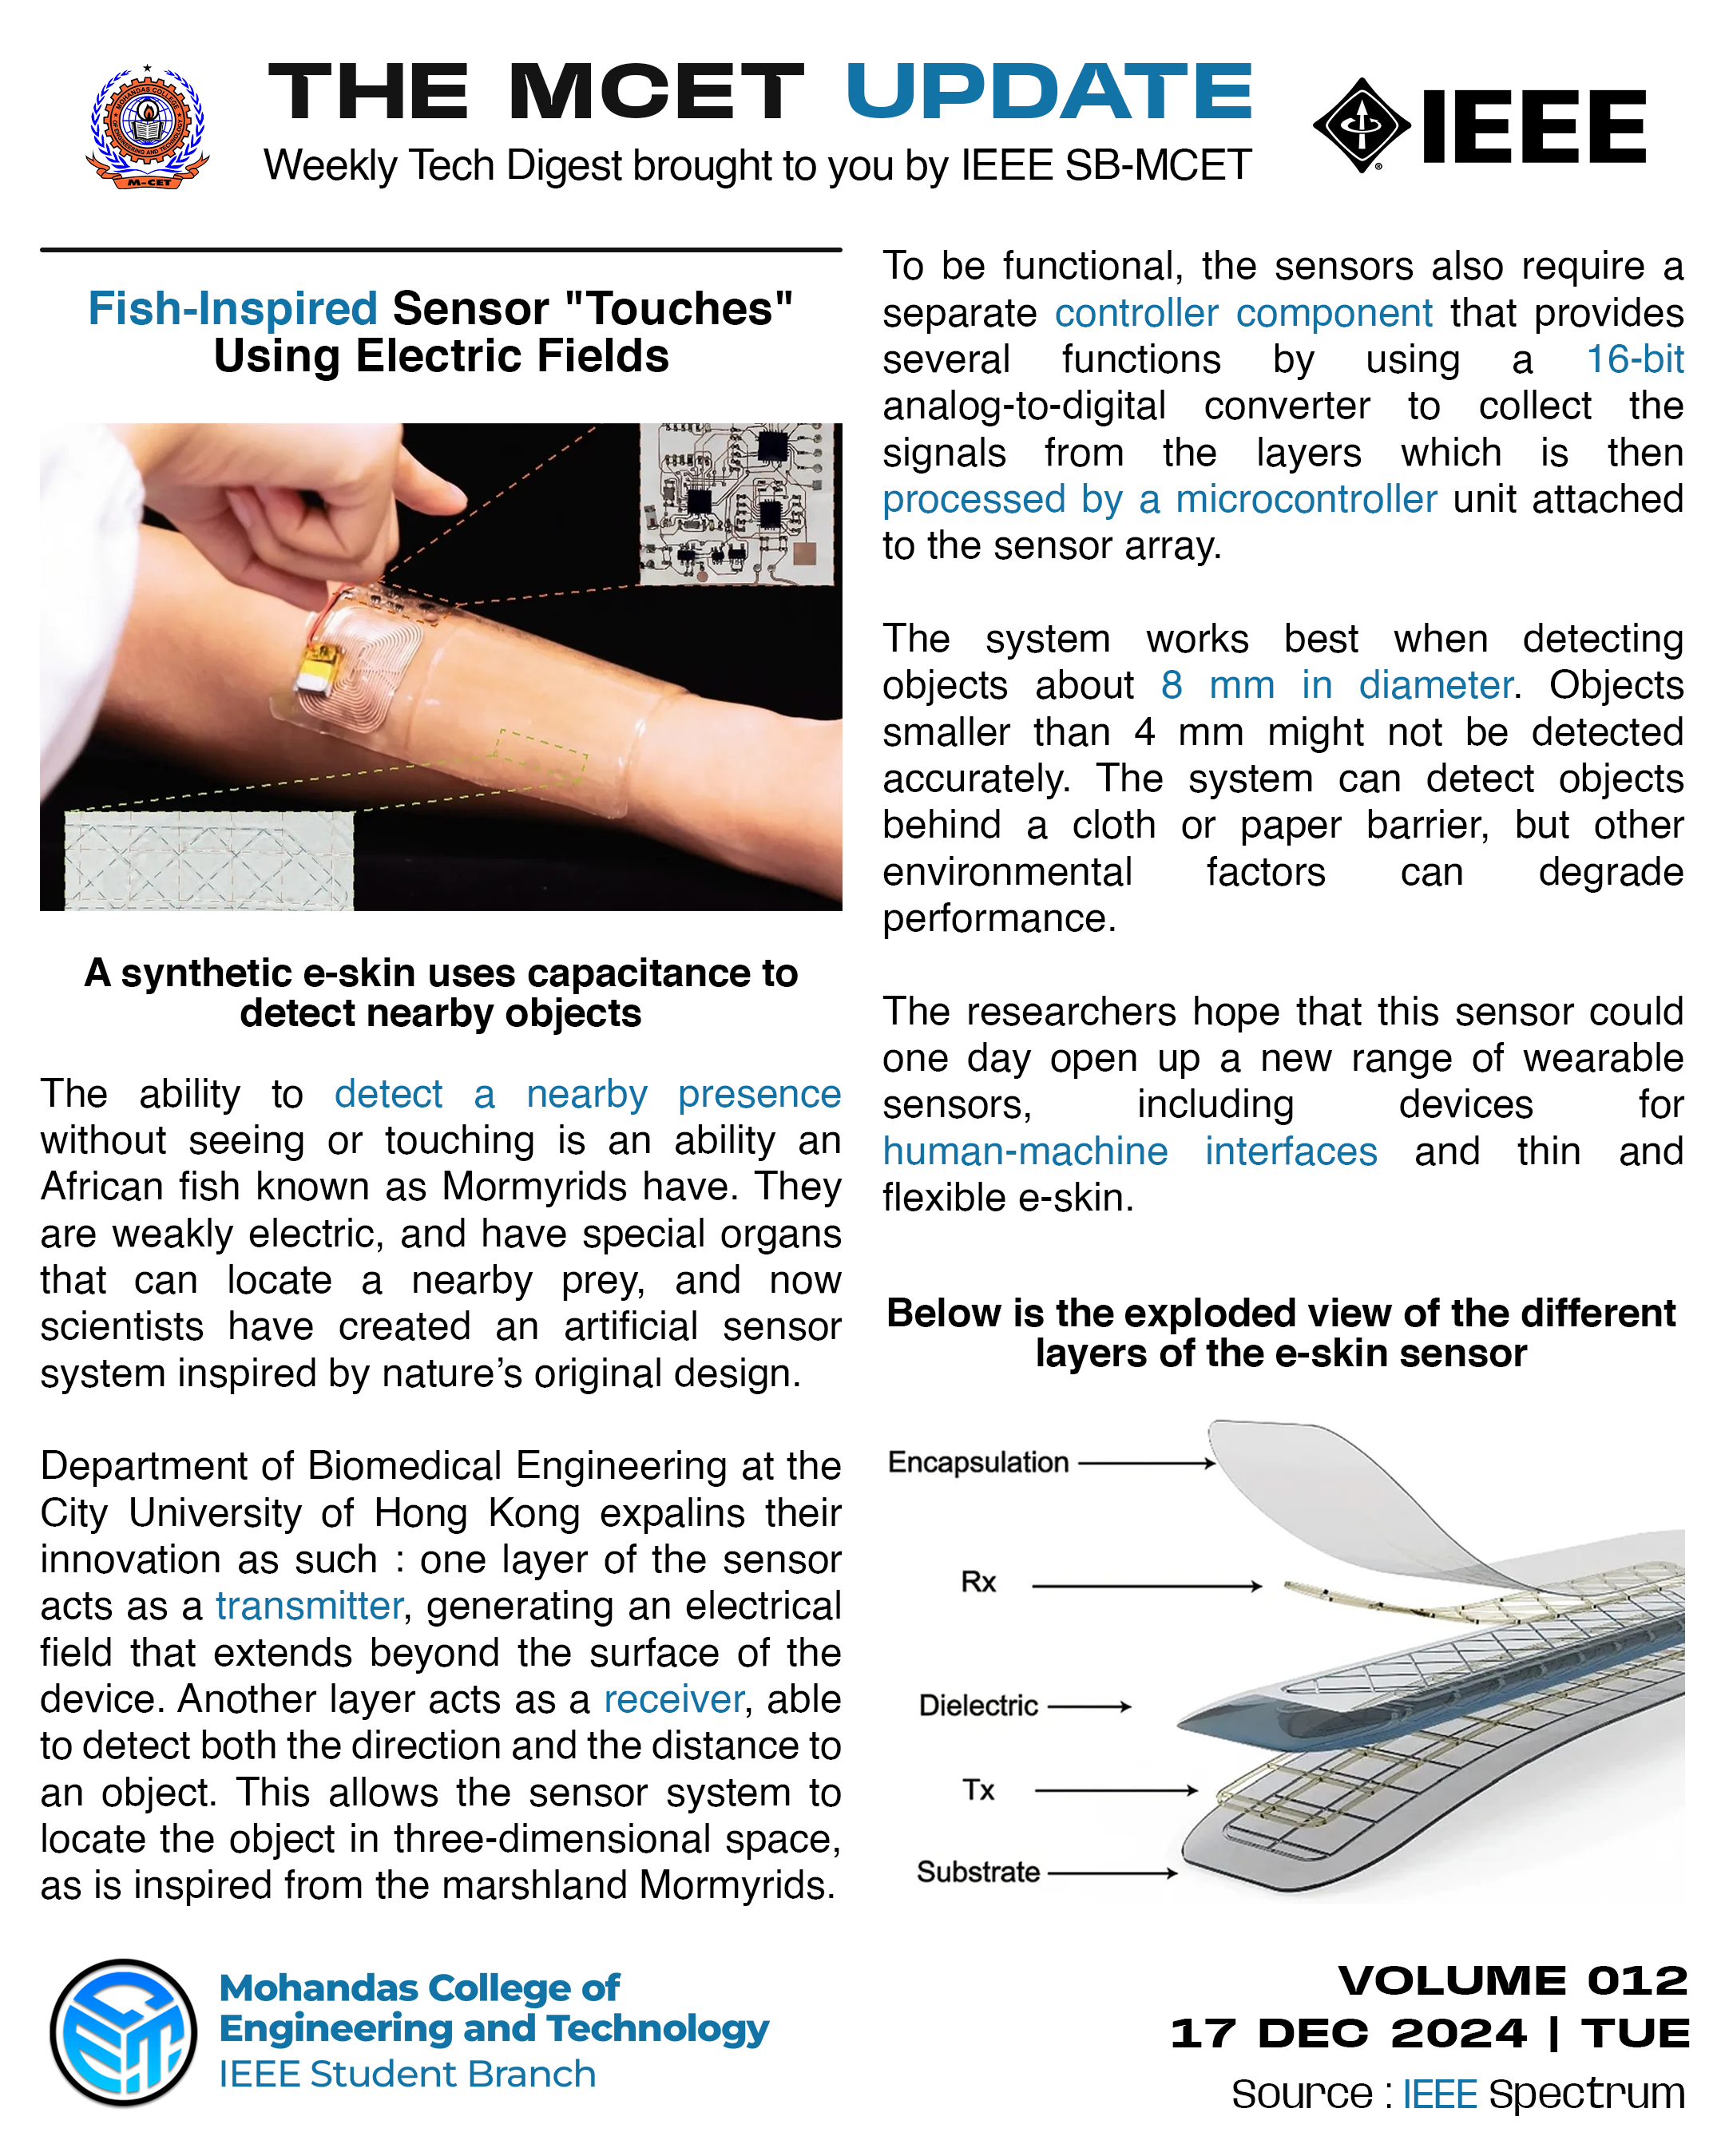 THE MCET UPDATE
Weekly Tech Digest brought to you by IEEE SB-MCET
MOHANDAS COLLEGE
OF ENGINEERING AND TECHNOLOGY
M-CET
IEEE
Fish-Inspired Sensor "Touches"
Using Electric Fields
A synthetic e-skin uses capacitance to
detect nearby objects
The ability to detect a nearby presence
without seeing or touching is an ability an
African fish known as Mormyrids have. They
are weakly electric, and have special organs
that can locate a nearby prey, and now
scientists have created an artificial sensor
system inspired by nature’s original design.
Department of Biomedical Engineering at the
City University of Hong Kong expalins their
innovation as such : one layer of the sensor
acts as a transmitter, generating an electrical
field that extends beyond the surface of the
device. Another layer acts as a receiver, able
to detect both the direction and the distance to
an object. This allows the sensor system to
locate the object in three-dimensional space,
as is inspired from the marshland Mormyrids.
To be functional, the sensors also require a
separate controller component that provides
several functions by using a 16-bit
analog-to-digital converter to collect the
signals from the layers which is then
processed by a microcontroller unit attached
to the sensor array.
The system works best when detecting
objects about 8 mm in diameter. Objects
smaller than 4 mm might not be detected
accurately. The system can detect objects
behind a cloth or paper barrier, but other
environmental factors can degrade
performance.
The researchers hope that this sensor could
one day open up a new range of wearable
sensors, including devices for
human-machine interfaces and thin and
flexible e-skin.
Below is the exploded view of the different
layers of the e-skin sensor
Encapsulation
Rx
Dielectric
Tx
Substrate
MCET
Mohandas College of
Engineering and Technology
IEEE Student Branch
VOLUME 012
17 DEC 2024 | TUE
Source : IEEE Spectrum